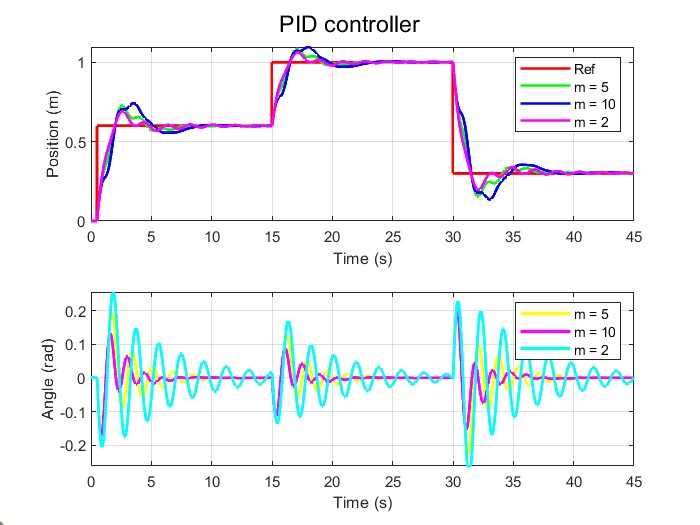 PID controller
1
0.5
0
Position (m)
Ref
m = 5
m = 10
m = 2
0 5 10 15 20 25 30 35 40 45
Time (s)
0.2
0.1
0
-0.1
-0.2
Angle (rad)
m = 5
m = 10
m = 2
0 5 10 15 20 25 30 35 40 45
Time (s)